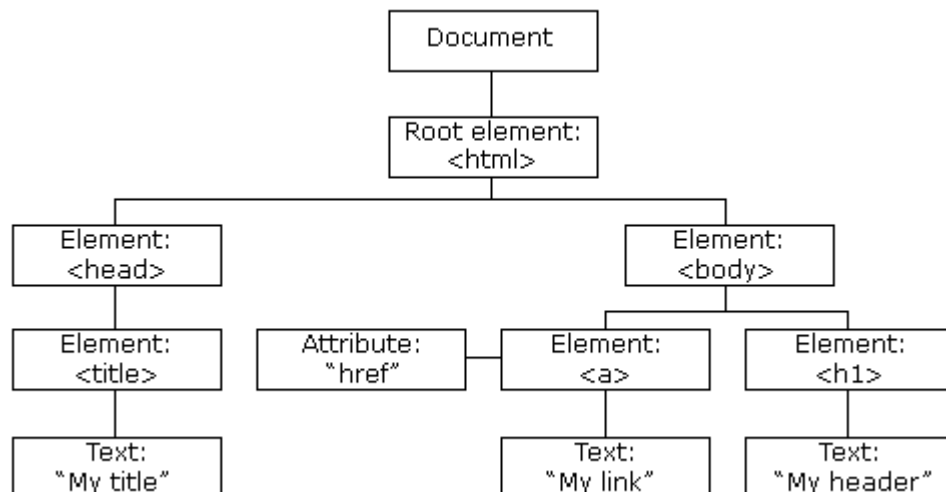 Document
Root element:
<html>
Element:
<head>
Element:
<body>
Element:
<title>
Attribute:
“href”
Element:
<a>
Element:
<h1>
Text:
“My title”
Text:
“My link”
Text:
“My header”